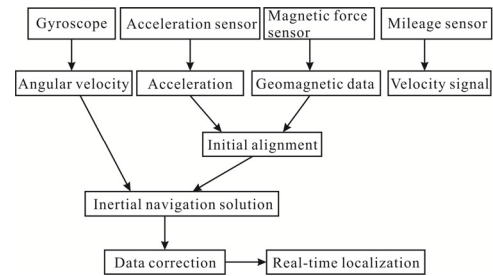 Gyroscope
Acceleration sensor
Magnetic force
sensor
Mileage sensor
Angular velocity
Acceleration
Geomagnetic data
Velocity signal
Initial alignment
Inertial navigation solution
Data correction
Real-time localization